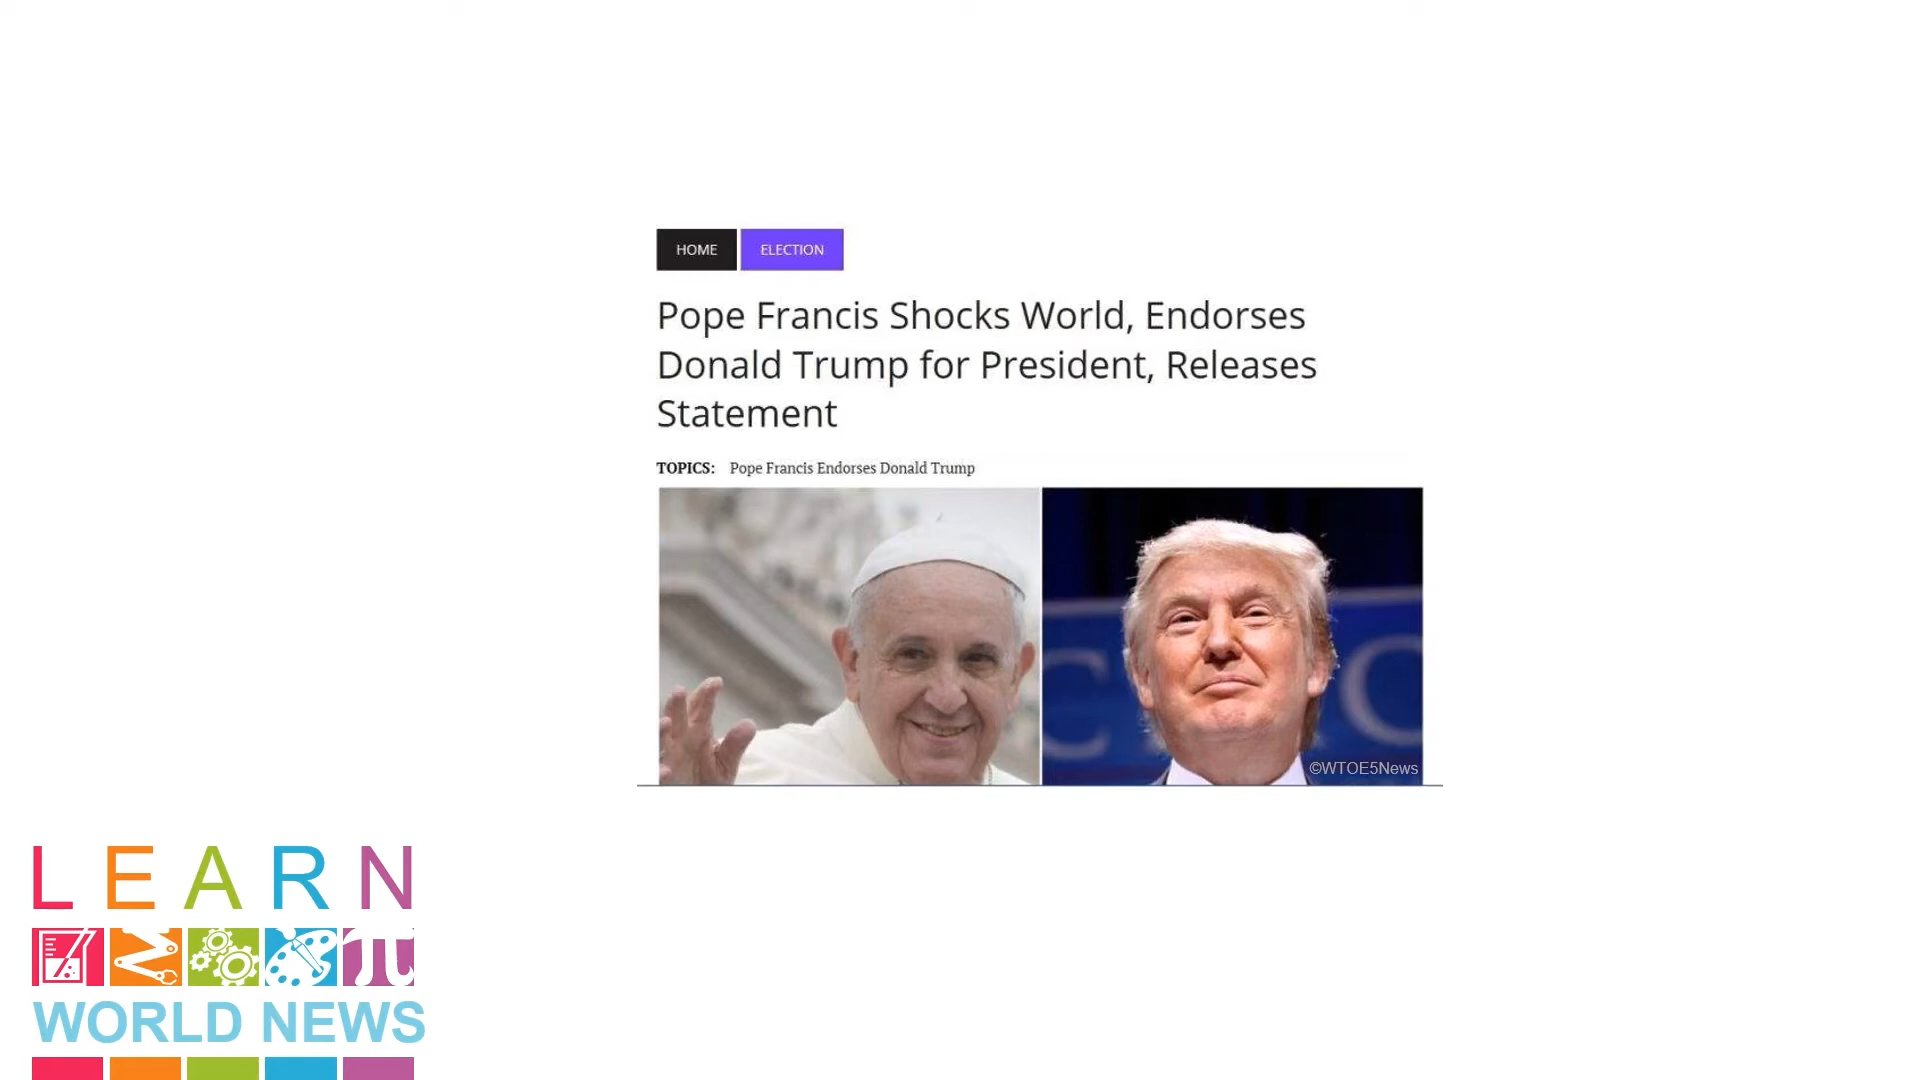 HOME ELECTION
Pope Francis Shocks World, Endorses
Donald Trump for President, Releases
Statement
TOPICS: Pope Francis Endorses Donald Trump
©WTOE5News
LEARN
WORLD NEWS